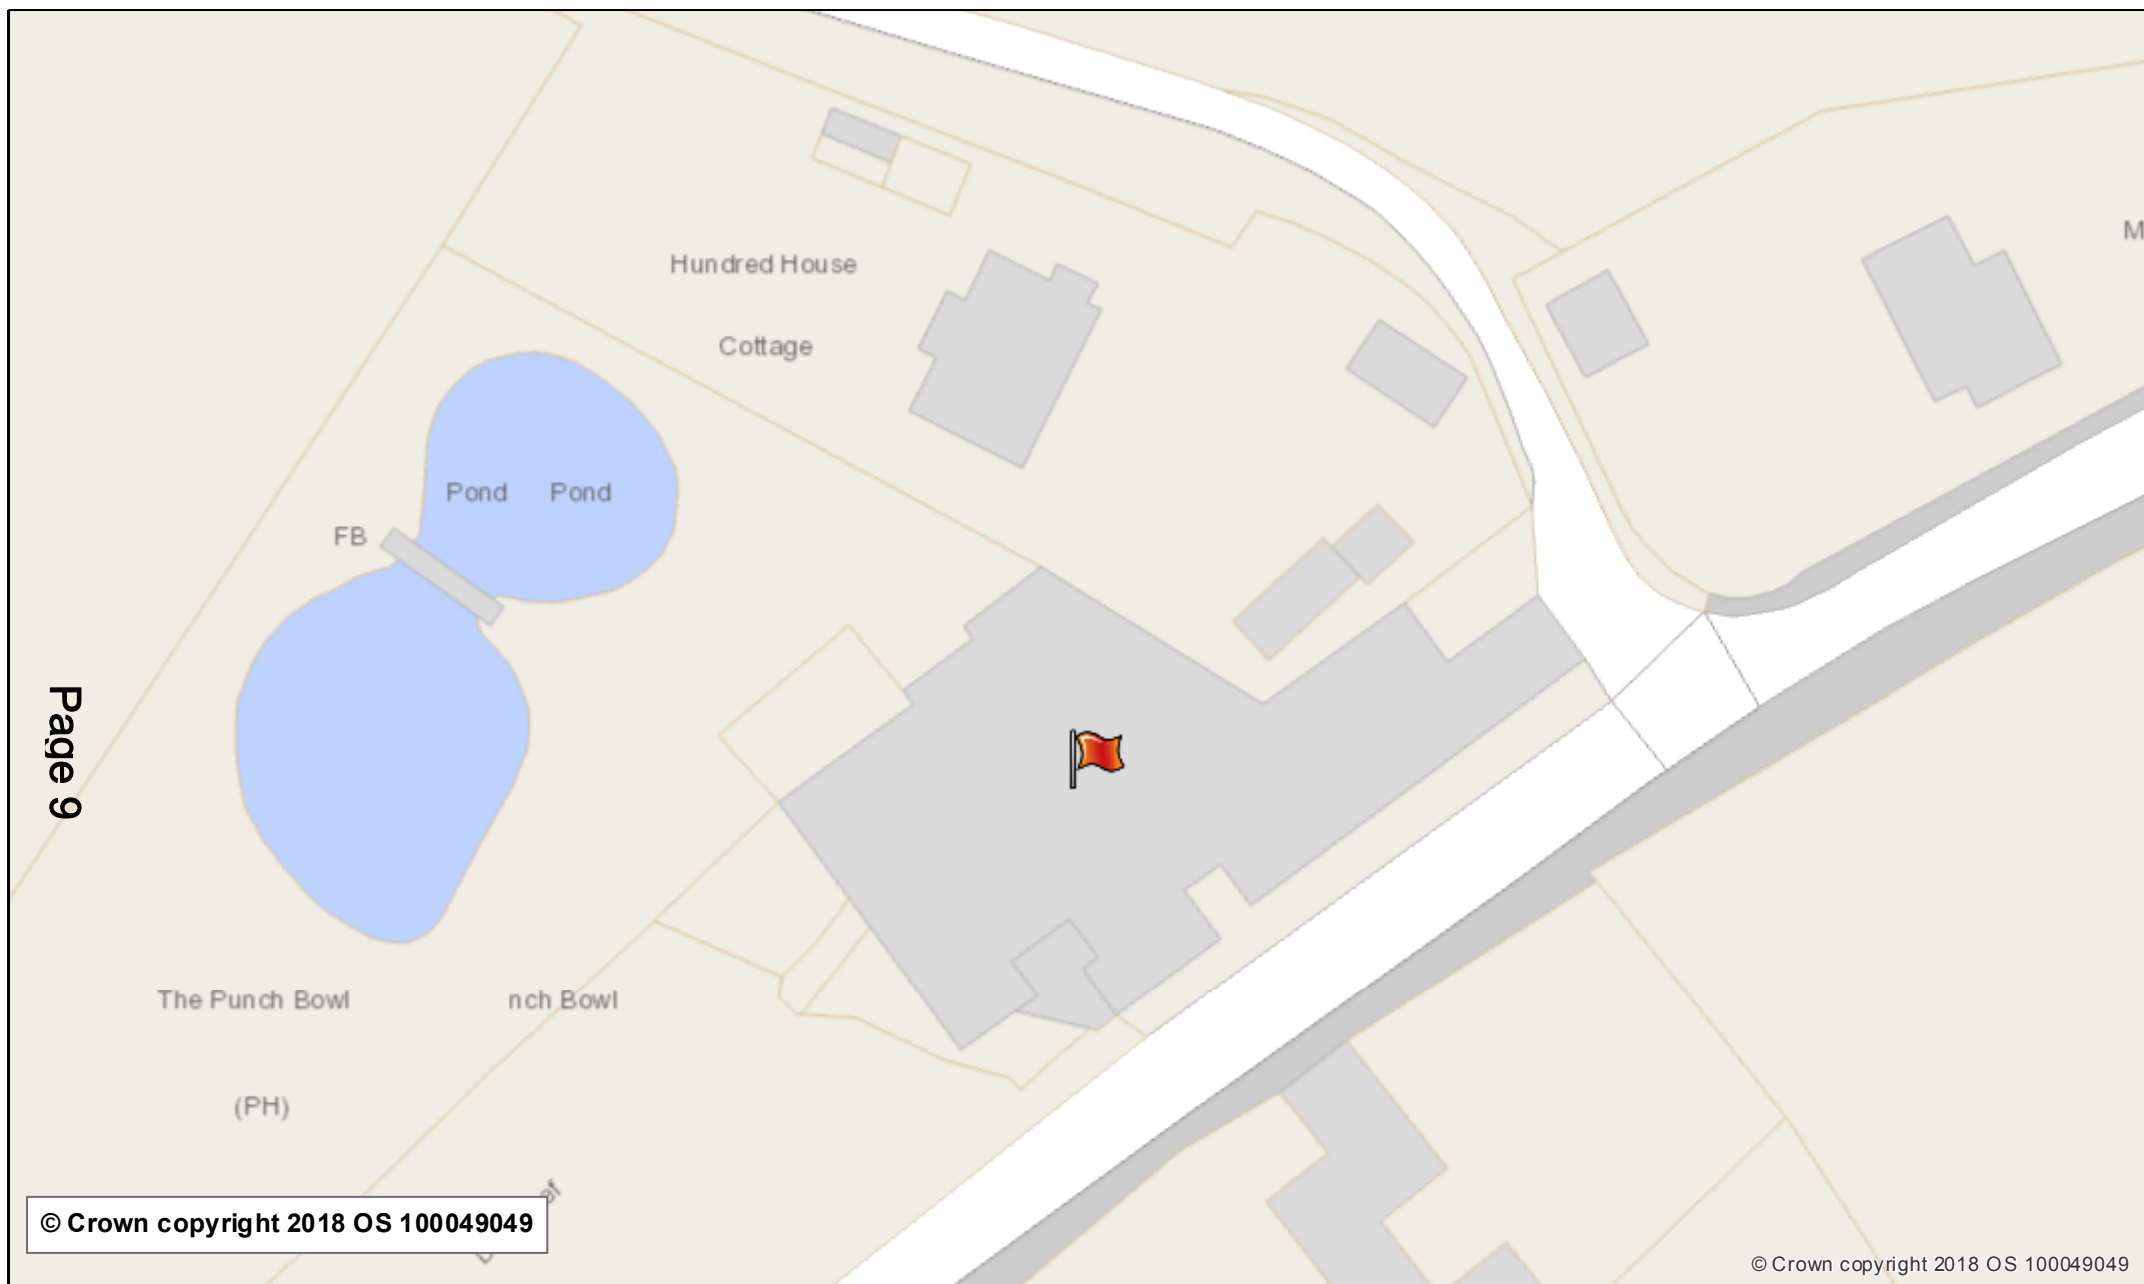 Hundred House
Cottage
M
Pond Pond
FB
Page 9
The Punch Bowl
nch Bowl
(PH)
© Crown copyright 2018 OS 100049049
© Crown copyright 2018 OS 100049049